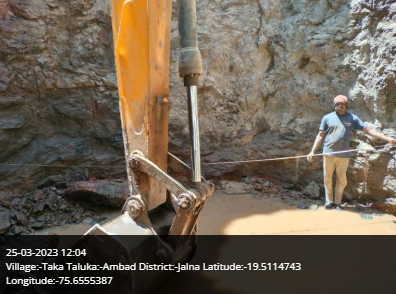 25-03-2023 12:04
Village:-Taka Taluka:-Ambad District:-Jalna Latitude:-19.5114743
Longitude:-75.6555387